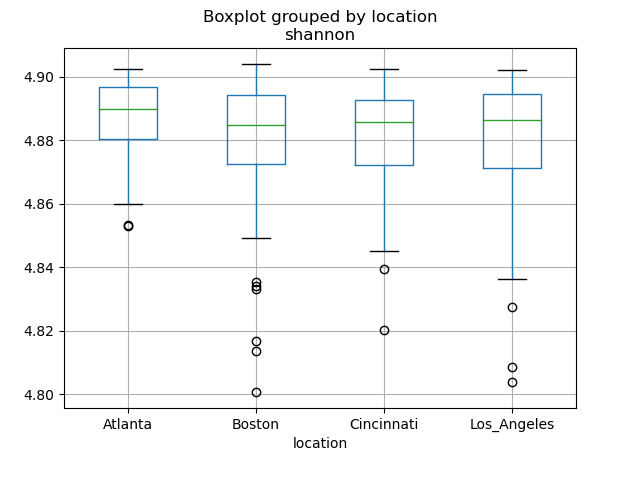 Boxplot grouped by location
shannon
4.90
4.88
4.86
4.84
4.82
4.80
Atlanta
Boston
Cincinnati
Los_Angeles
location